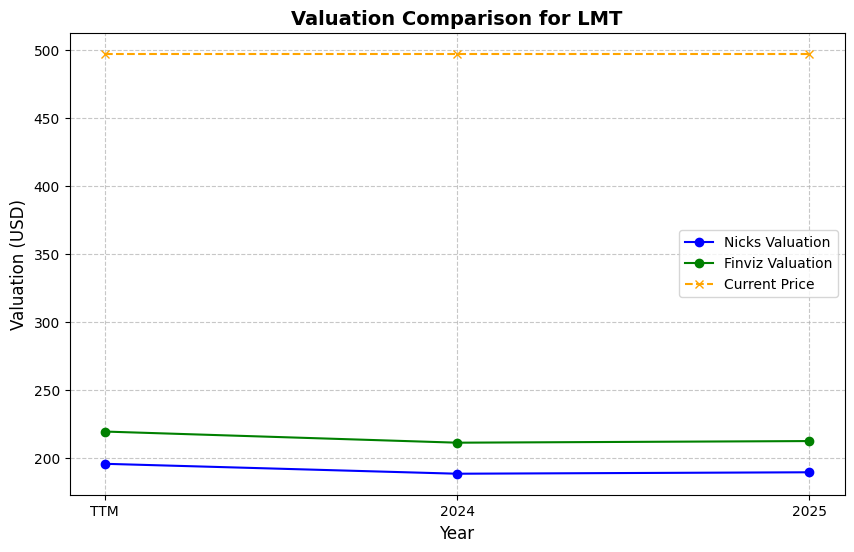 Valuation Comparison for LMT
Valuation (USD)
500
450
400
350
300
250
200
Nicks Valuation
Finviz Valuation
Current Price
TTM
2024
2025
Year